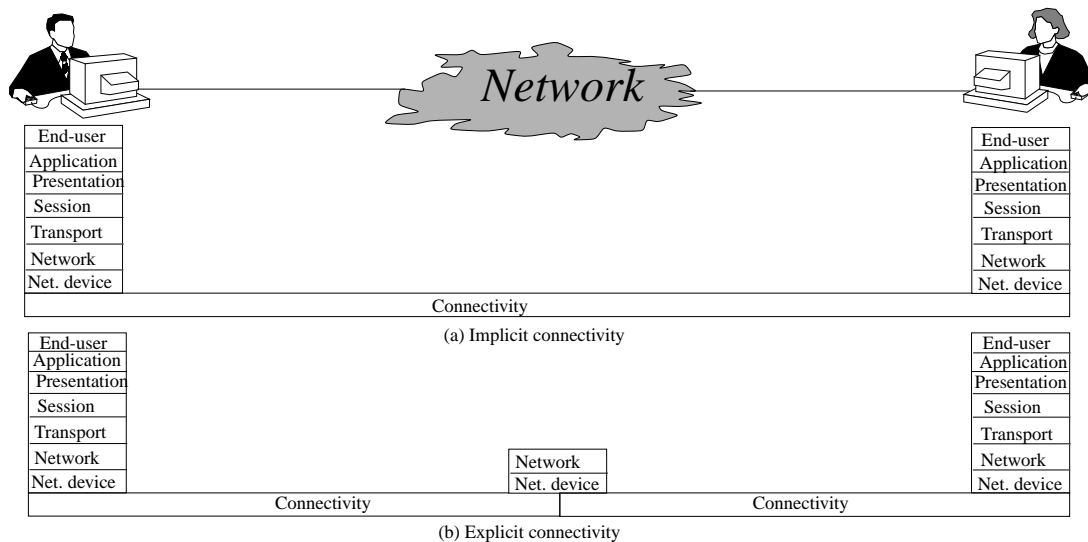 Network
End-user
Application
Presentation
Session
Transport
Network
Net. device
End-user
Application
Presentation
Session
Transport
Network
Net. device
Connectivity
(a) Implicit connectivity
End-user
Application
Presentation
Session
Transport
Network
Net. device
Network
Net. device
End-user
Application
Presentation
Session
Transport
Network
Net. device
Connectivity
Connectivity
(b) Explicit connectivity